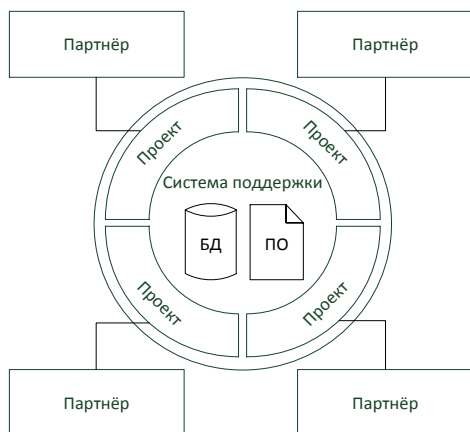 Партнёр
Партнёр
Проект
Проект
Система поддержки
БД
ПО
Проект
Проект
Партнёр
Партнёр